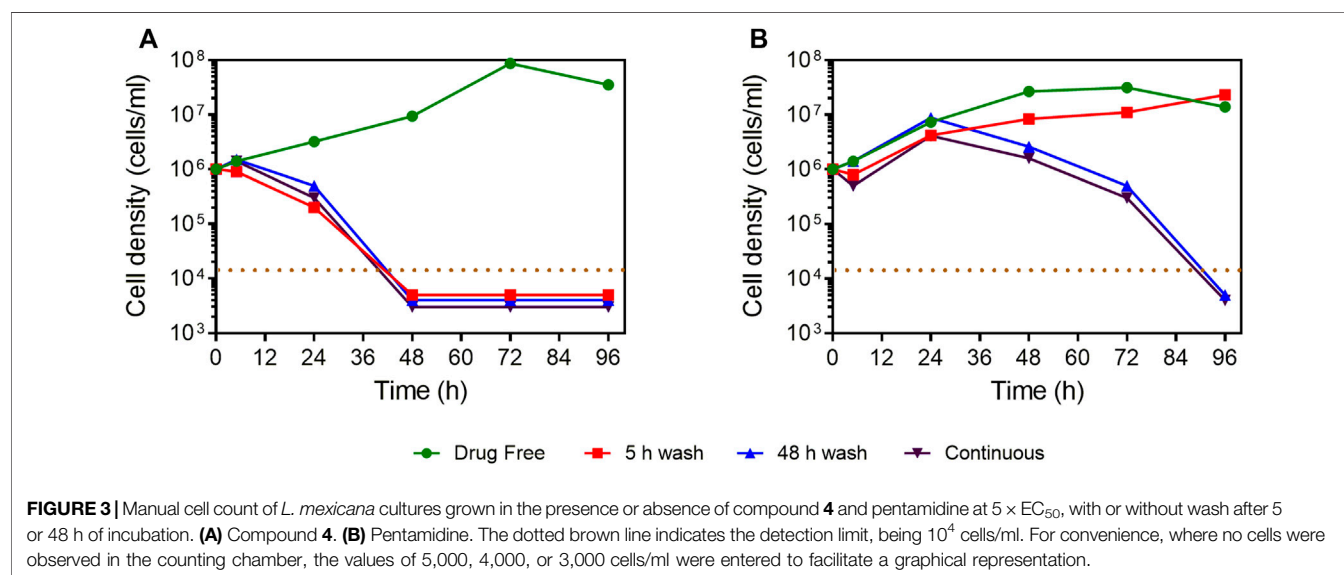 A
B
10⁸
10⁷
10⁶
10⁵
10⁴
10³
Cell density (cells/ml)
0 12 24 36 48 60 72 84 96
Time (h)
10⁸
10⁷
10⁶
10⁵
10⁴
10³
Cell density (cells/ml)
0 12 24 36 48 60 72 84 96
Time (h)
Drug Free 5 h wash 48 h wash Continuous
FIGURE 3 | Manual cell count of L. mexicana cultures grown in the presence or absence of compound 4 and pentamidine at 5 × EC₅₀, with or without wash after 5
or 48 h of incubation. (A) Compound 4. (B) Pentamidine. The dotted brown line indicates the detection limit, being 10⁴ cells/ml. For convenience, where no cells were
observed in the counting chamber, the values of 5,000, 4,000, or 3,000 cells/ml were entered to facilitate a graphical representation.